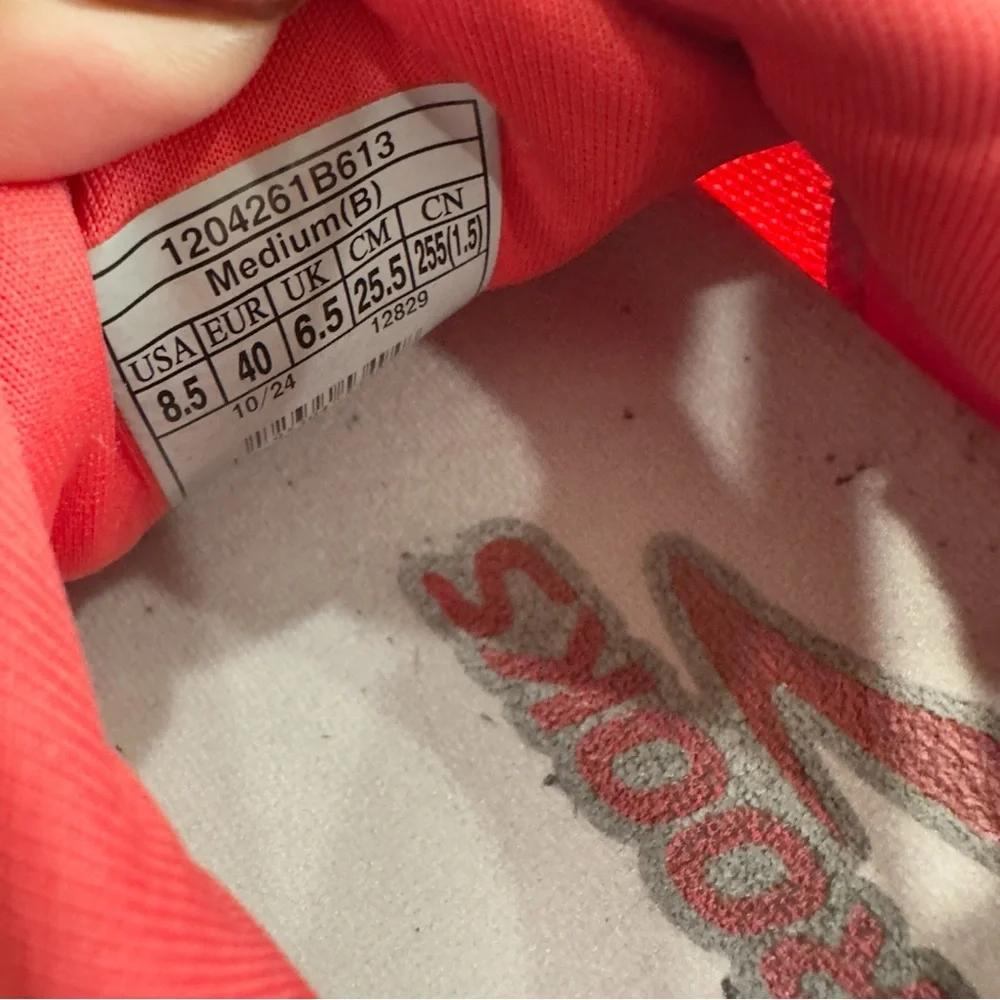 1204261B613
Medium(B)
USA EUR UK CM CN
8.5 40 6.5 25.5 255(1.5)
10/24 12829
ROOKS